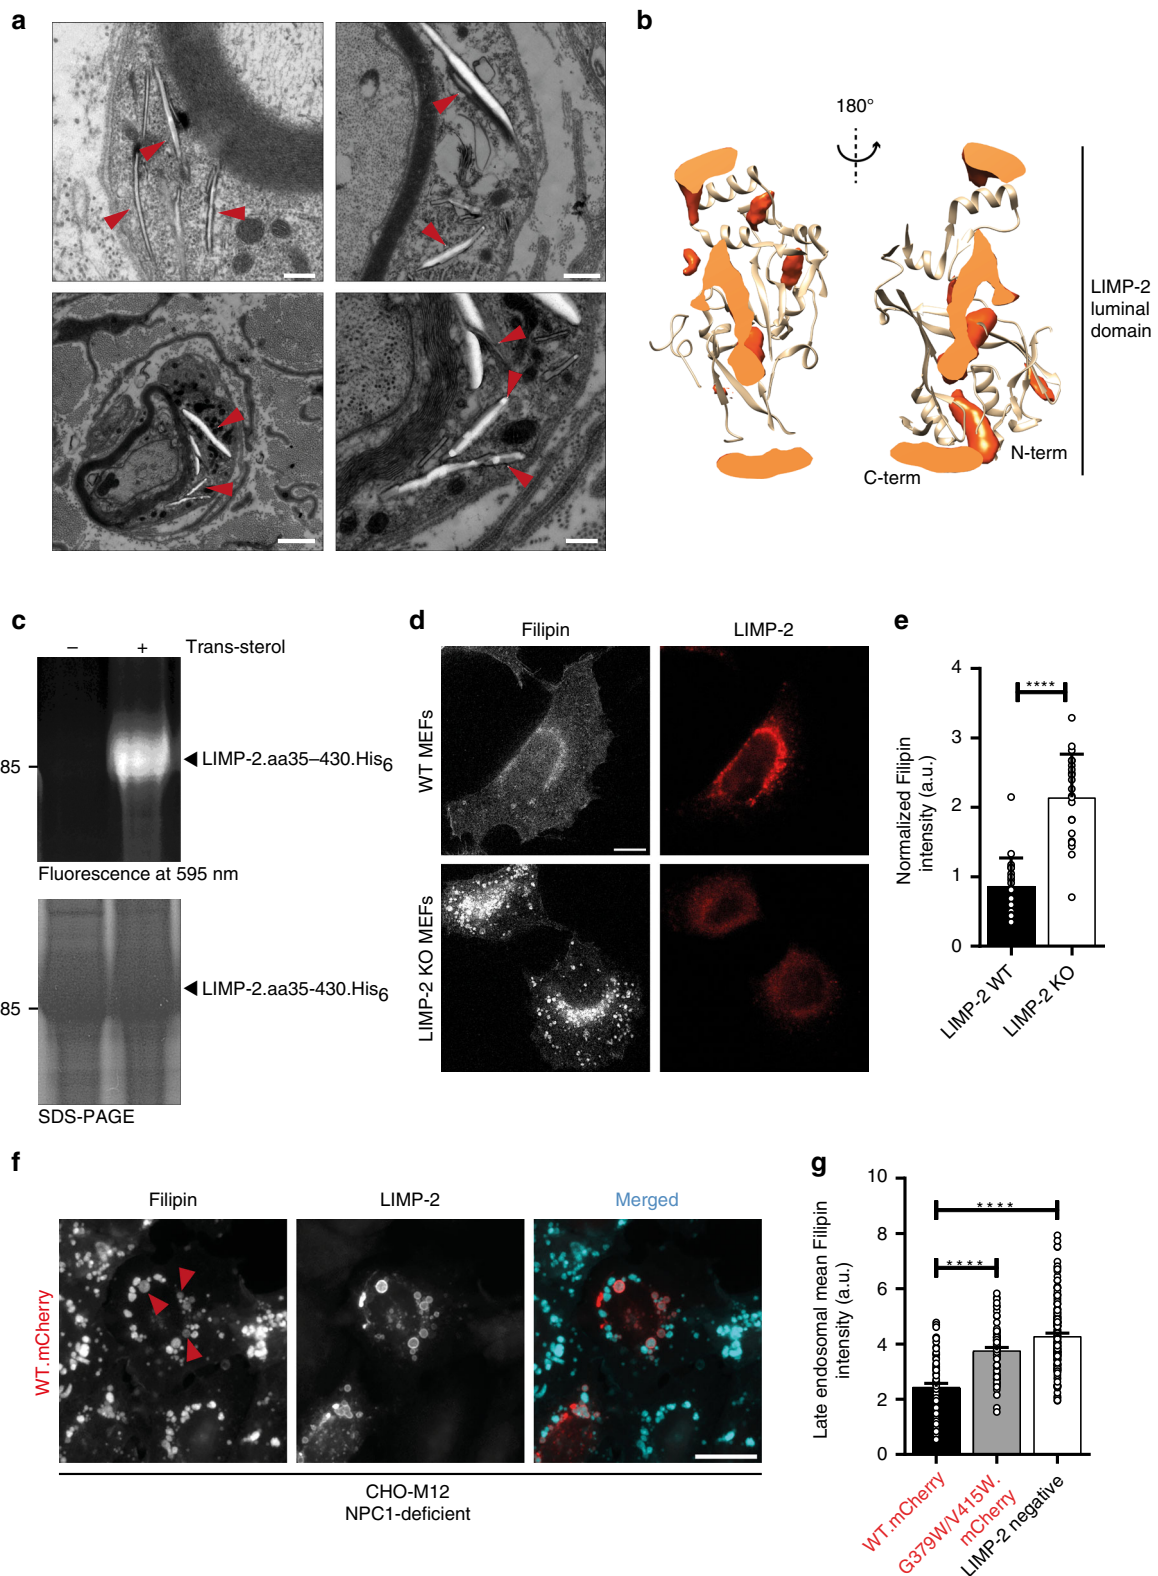 a
b
180°
LIMP-2
luminal
domain
N-term
C-term
c
– + Trans-sterol
85
LIMP-2.aa35–430.His6
Fluorescence at 595 nm
85
LIMP-2.aa35-430.His6
SDS-PAGE
d
Filipin
LIMP-2
WT MEFs
LIMP-2 KO MEFs
e
Normalized Filipin
intensity (a.u.)
4
3
2
1
0
****
LIMP-2 WT
LIMP-2 KO
f
Filipin
LIMP-2
Merged
WT.mCherry
CHO-M12
NPC1-deficient
g
Late endosomal mean Filipin
intensity (a.u.)
10
8
6
4
2
0
****
****
WT.mCherry
G379W/V415W.
mCherry
LIMP-2 negative